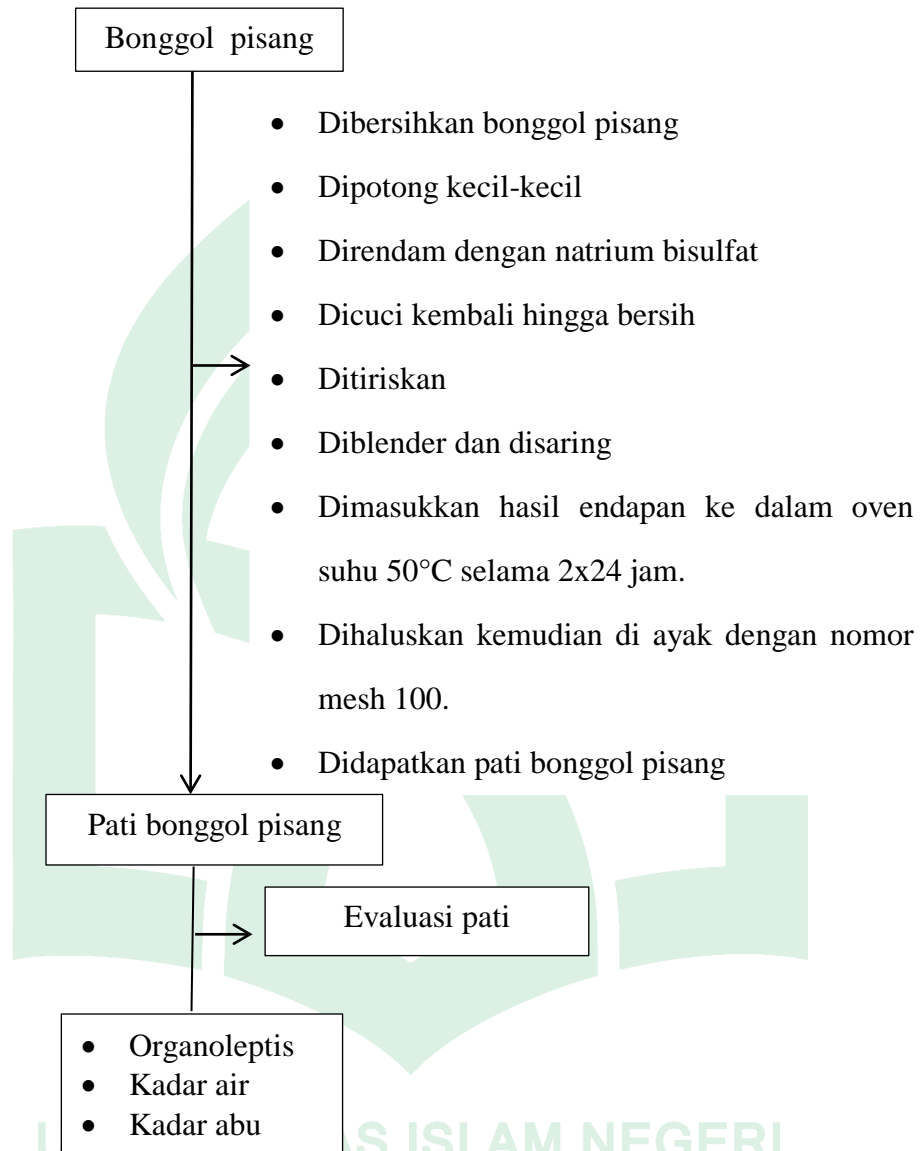 Bonggol pisang
• Dibersihkan bonggol pisang
• Dipotong kecil-kecil
• Direndam dengan natrium bisulfat
• Dicuci kembali hingga bersih
• Ditiriskan
• Diblender dan disaring
• Dimasukkan hasil endapan ke dalam oven
suhu 50°C selama 2x24 jam.
• Dihaluskan kemudian di ayak dengan nomor
mesh 100.
• Didapatkan pati bonggol pisang
Pati bonggol pisang
Evaluasi pati
• Organoleptis
• Kadar air
• Kadar abu
ISLAM NEGERI